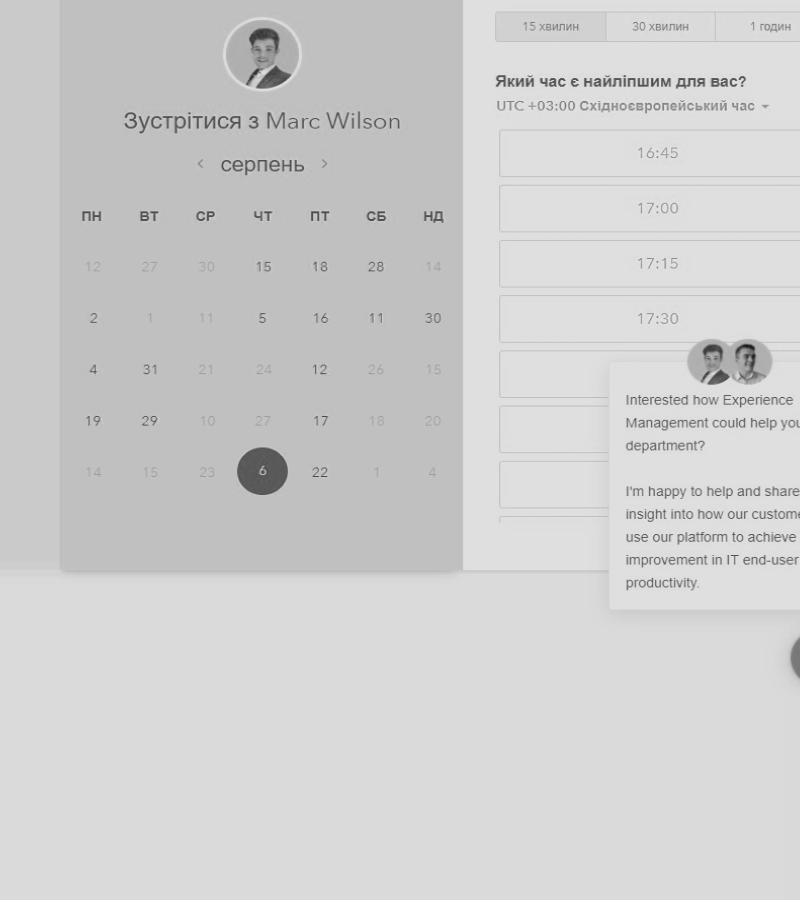 Зустрітися з Marc Wilson
серпень
ПН ВТ СР ЧТ ПТ СБ НД
12 27 30 15 18 28 14
2 1 11 5 16 11 30
4 31 21 24 12 26 15
19 29 10 27 17 18 20
14 15 23 6 22 1 4
15 хвилин 30 хвилин 1 годин
Який час є найліпшим для вас?
UTC +03:00 Східноєвропейський час
16:45
17:00
17:15
17:30
Interested how Experience
Management could help you
department?
I'm happy to help and share
insight into how our custome
use our platform to achieve
improvement in IT end-user
productivity.